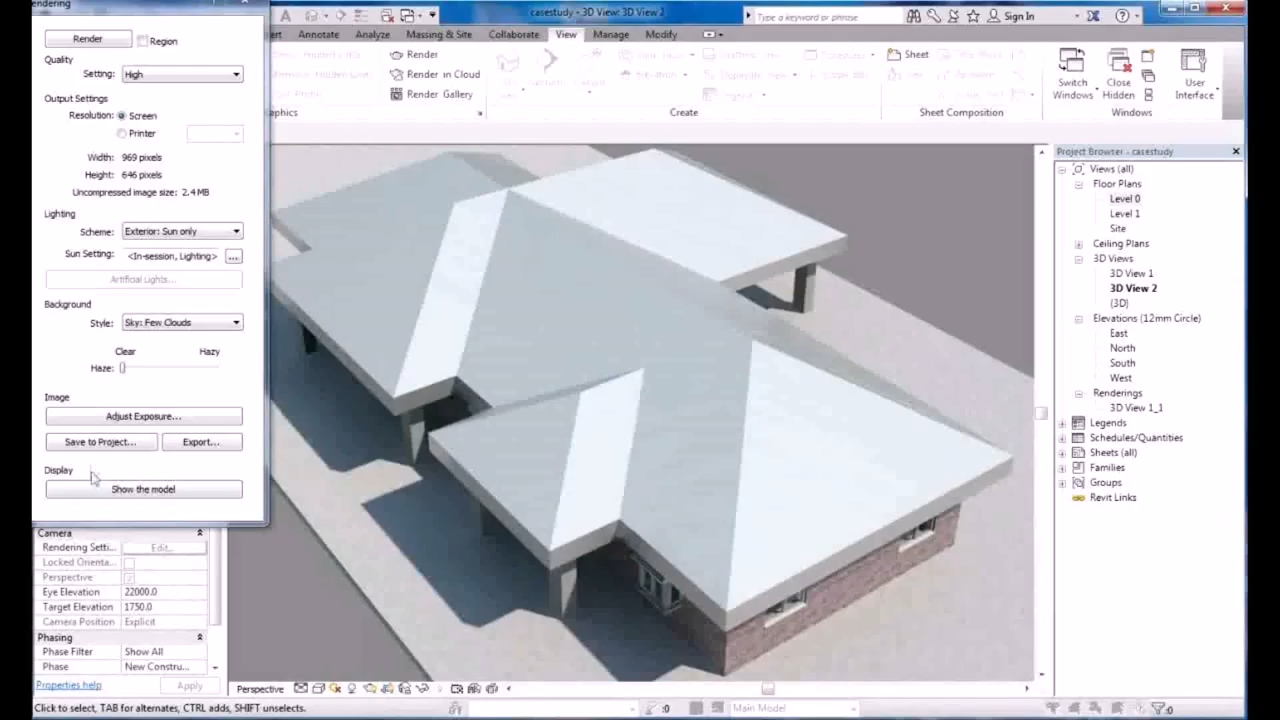 endering
casestudy - 3D View: 3D View 2
Type a keyword or phrase
Sign In
Annotate Analyze Massing & Site Collaborate View Manage Modify
Render
Render in Cloud
Render Gallery
Create
Sheet
Sheet Composition
Switch Windows
Close Hidden
User Interface
Windows
Render
Region
Quality
Setting: High
Output Settings
Resolution: Screen
Printer
Width: 969 pixels
Height: 646 pixels
Uncompressed image size: 2.4 MB
Lighting
Scheme: Exterior: Sun only
Sun Setting: <In-session, Lighting> ...
Artificial Lights...
Background
Style: Sky: Few Clouds
Clear Hazy
Haze:
Image
Adjust Exposure...
Save to Project... Export...
Display
Show the model
Camera
Rendering Setti... Edit...
Locked Orienta...
Perspective
Eye Elevation 22000.0
Target Elevation 1750.0
Camera Position Explicit
Phasing
Phase Filter Show All
Phase New Constru...
Properties help Apply
Perspective
Click to select, TAB for alternates, CTRL adds, SHIFT unselects.
:0
Main Model
:0
Project Browser - casestudy
Views (all)
Floor Plans
Level 0
Level 1
Site
Ceiling Plans
3D Views
3D View 1
3D View 2
(3D)
Elevations (12mm Circle)
East
North
South
West
Renderings
3D View 1_1
Legends
Schedules/Quantities
Sheets (all)
Families
Groups
Revit Links